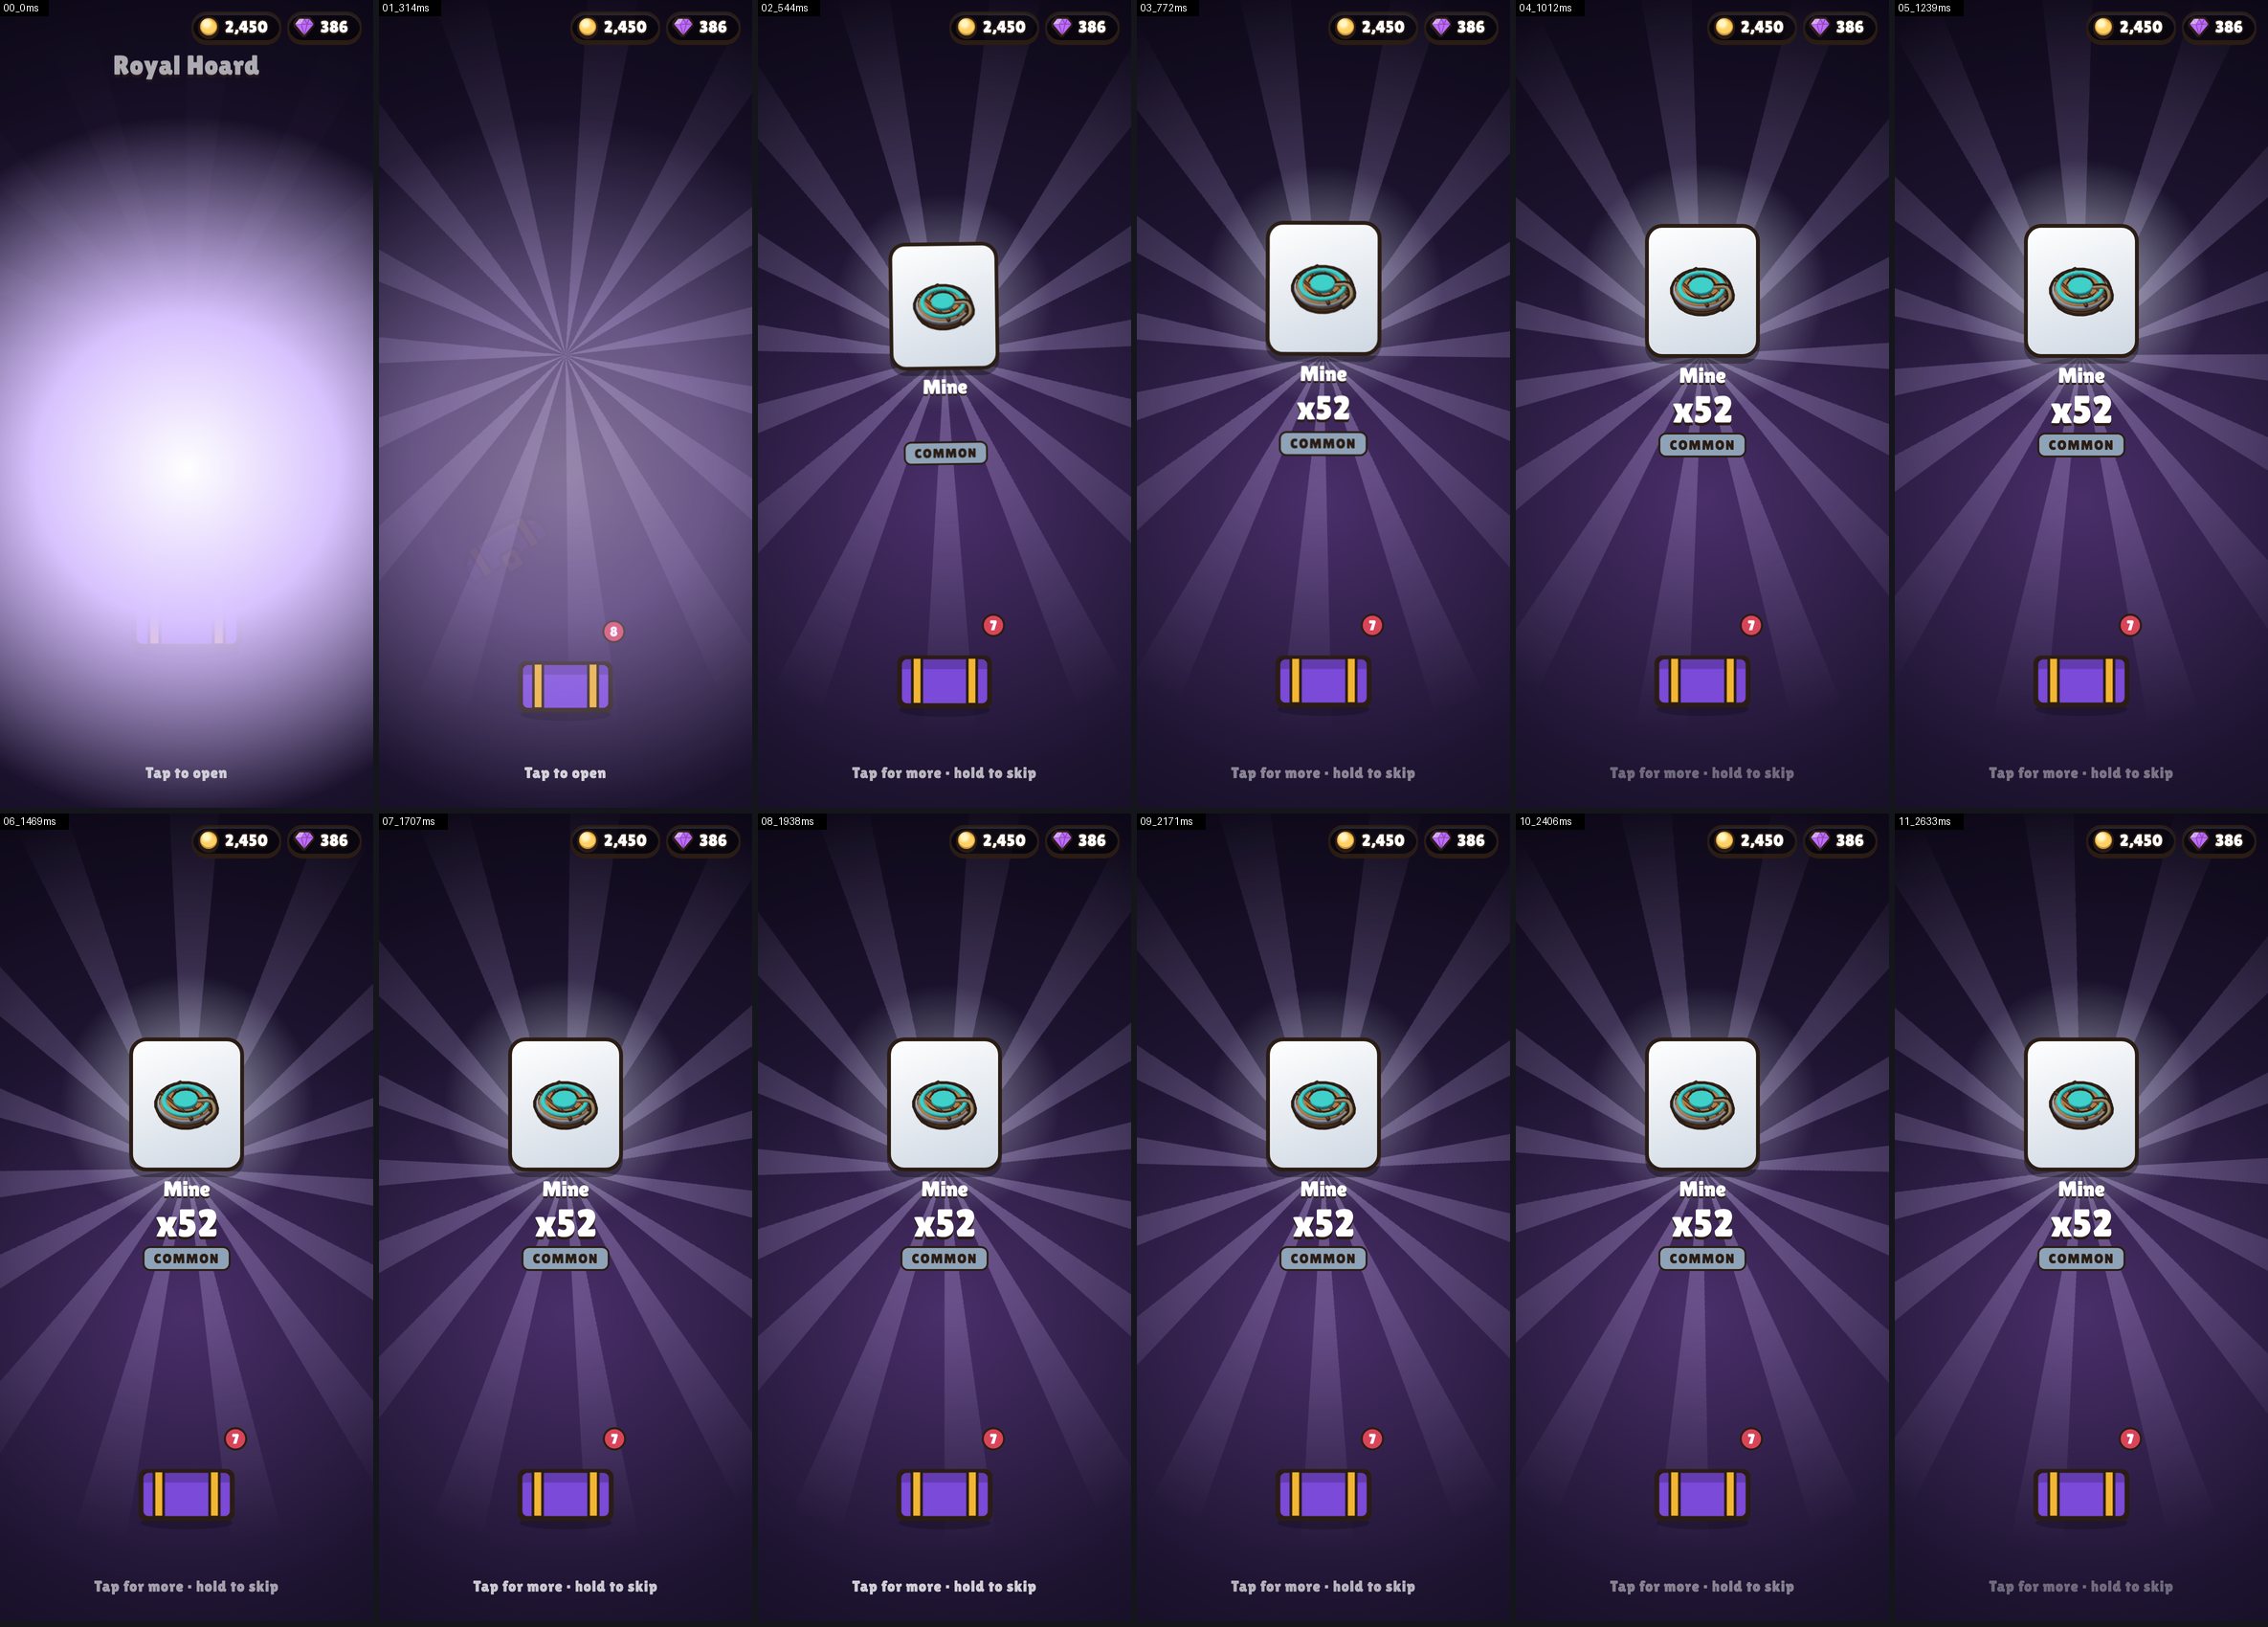 00_0ms
2,450 386
Royal Hoard
Tap to open
01_314ms
2,450 386
8
Tap to open
02_544ms
2,450 386
Mine
COMMON
7
Tap for more · hold to skip
03_772ms
2,450 386
Mine
x52
COMMON
7
Tap for more · hold to skip
04_1012ms
2,450 386
Mine
x52
COMMON
7
Tap for more · hold to skip
05_1239ms
2,450 386
Mine
x52
COMMON
7
Tap for more · hold to skip
06_1469ms
2,450 386
Mine
x52
COMMON
7
Tap for more · hold to skip
07_1707ms
2,450 386
Mine
x52
COMMON
7
Tap for more · hold to skip
08_1938ms
2,450 386
Mine
x52
COMMON
7
Tap for more · hold to skip
09_2171ms
2,450 386
Mine
x52
COMMON
7
Tap for more · hold to skip
10_2406ms
2,450 386
Mine
x52
COMMON
7
Tap for more · hold to skip
11_2633ms
2,450 386
Mine
x52
COMMON
7
Tap for more · hold to skip